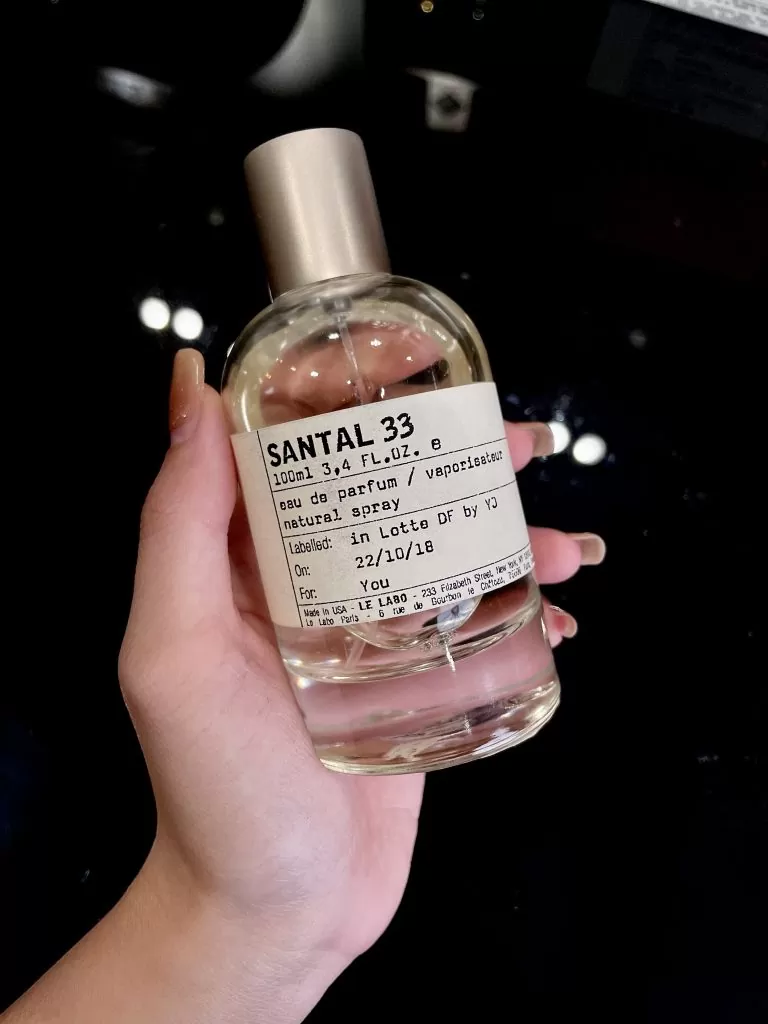 SANTAL 33
100ml 3,4 FL.OZ. e
eau de parfum / vaporisateur
natural spray
Labelled: in Lotte DF by YJ
On: 22/10/18
For: You
Made in USA - LE LABO - 233 Elizabeth Street, New York, NY
Le Labo Paris - 6 rue de Gourbon le Château,